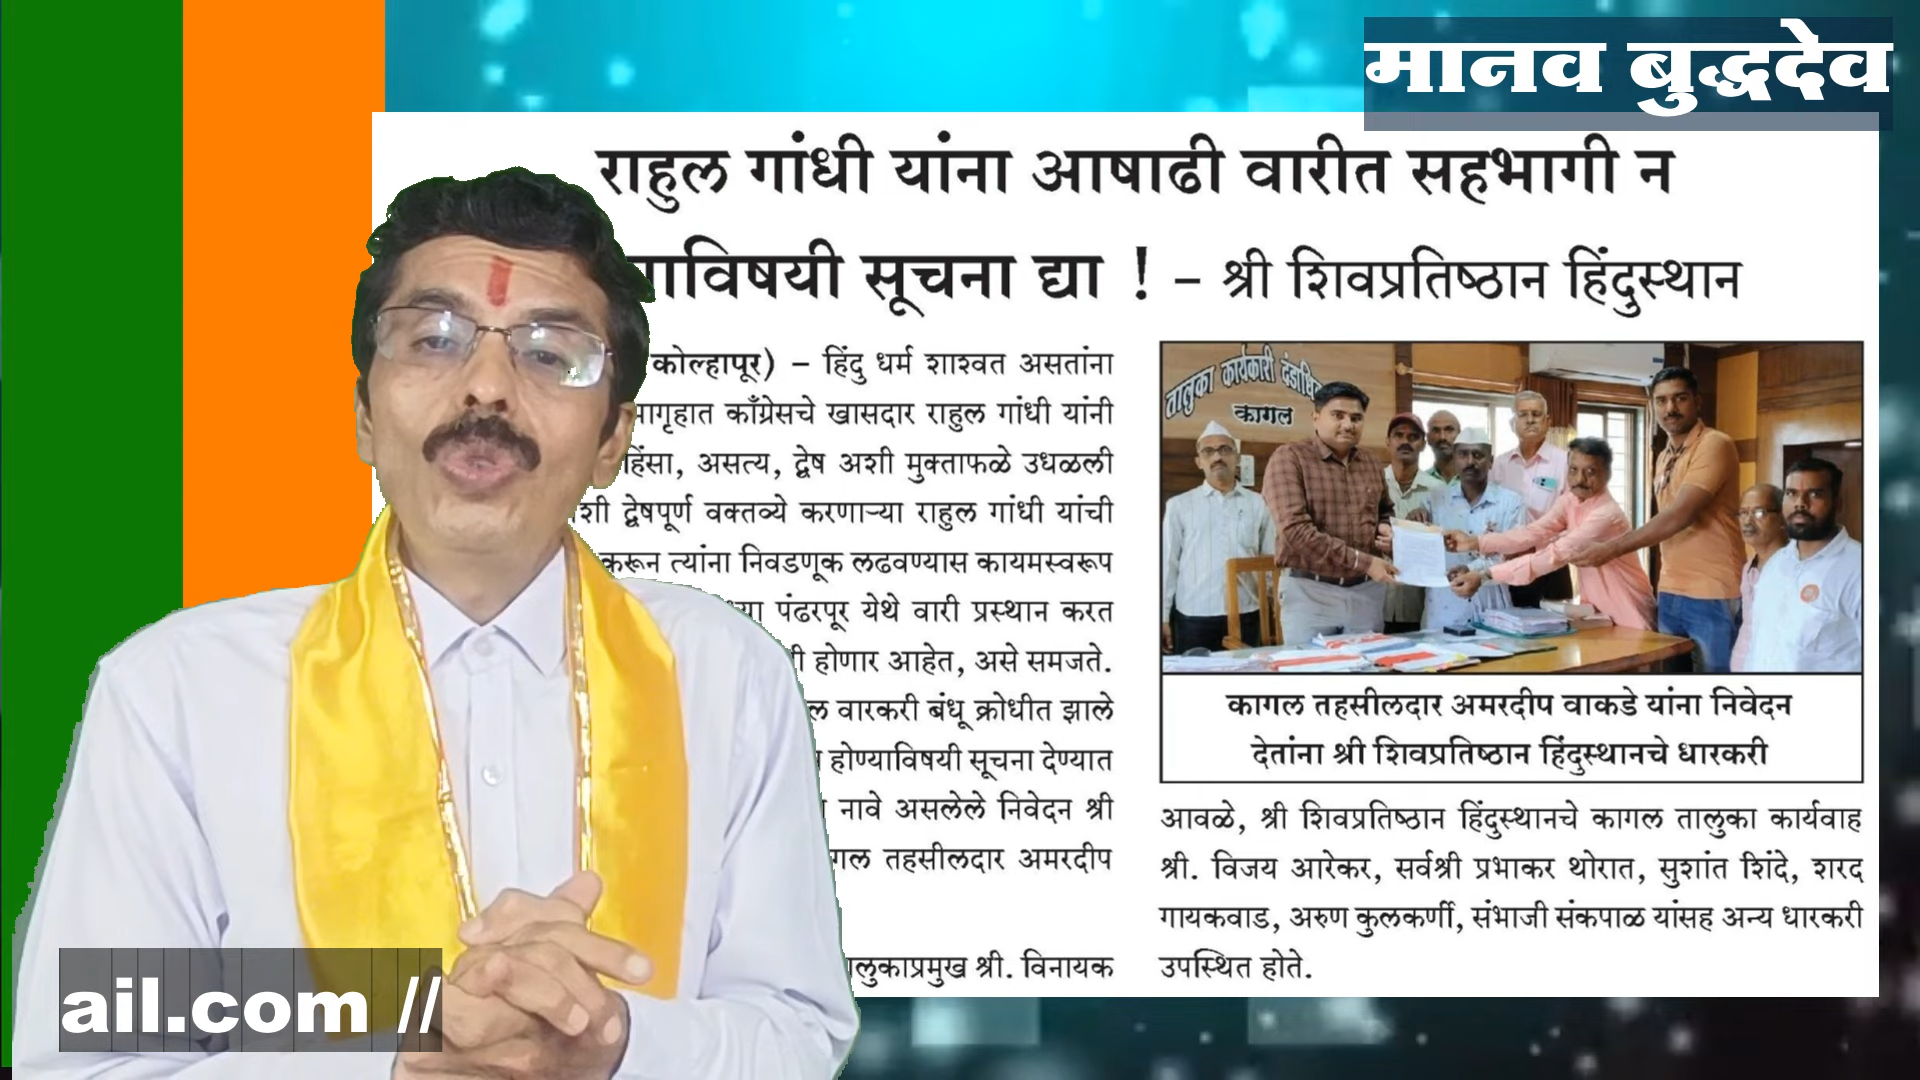 मानव बुद्धदेव
राहुल गांधी यांना आषाढी वारीत सहभागी न
सूचना द्या ! – श्री शिवप्रतिष्ठान हिंदुस्थान
कोल्हापूर) – हिंदु धर्म शाश्वत असतांना
काँग्रेसचे खासदार राहुल गांधी यांनी
हिंसा, असत्य, द्वेष अशी मुक्ताफळे उधळली
द्वेषपूर्ण वक्तव्ये करणाऱ्या राहुल गांधी यांची
करून त्यांना निवडणूक लढवण्यास कायमस्वरूप
पंढरपूर येथे वारी प्रस्थान करत
होणार आहेत, असे समजते.
वारकरी बंधू क्रोधीत झाले
होण्याविषयी सूचना देण्यात
नावे असलेले निवेदन श्री
तहसीलदार अमरदीप
श्री. विनायक
तालुका कार्यकारी
कागल
कागल तहसीलदार अमरदीप वाकडे यांना निवेदन
देतांना श्री शिवप्रतिष्ठान हिंदुस्थानचे धारकरी
आवळे, श्री शिवप्रतिष्ठान हिंदुस्थानचे कागल तालुका कार्यवाह
श्री. विजय आरेकर, सर्वश्री प्रभाकर थोरात, सुशांत शिंदे, शरद
गायकवाड, अरुण कुलकर्णी, संभाजी संकपाळ यांसह अन्य धारकरी
उपस्थित होते.
ail.com //